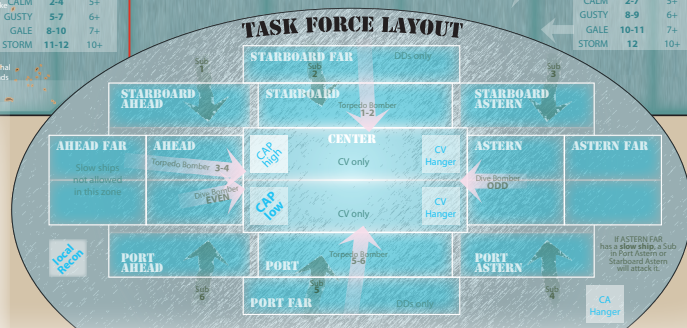 CALM 2-4 5+
GUSTY 5-7 6+
GALE 8-10 7+
STORM 11-12 10+
CALM 2-7 5+
GUSTY 8-9 6+
GALE 10-11 7+
STORM 12 10+
TASK FORCE LAYOUT
STARBOARD FAR
DDs only
Sub
1
Sub
2
Sub
3
STARBOARD
AHEAD
STARBOARD
STARBOARD
ASTERN
Torpedo Bomber
1-2
AHEAD FAR
AHEAD
CENTER
ASTERN
ASTERN FAR
CAP
high
CV only
CV
Hanger
Slow ships
not allowed
in this zone
Torpedo Bomber 3-4
Dive Bomber
EVEN
Dive Bomber
ODD
CAP
low
CV only
CV
Hanger
local
Recon
PORT
AHEAD
PORT
Torpedo Bomber
5-6
PORT
ASTERN
If ASTERN FAR
has a slow ship, a Sub
in Port Astern or
Starboard Astern
will attack it.
Sub
6
Sub
5
Sub
4
PORT FAR
DDs only
CA
Hanger